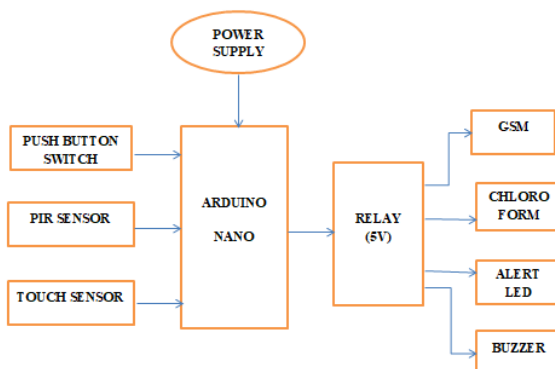 POWER
SUPPLY
PUSH BUTTON
SWITCH
PIR SENSOR
TOUCH SENSOR
ARDUINO
NANO
RELAY
(5V)
GSM
CHLORO
FORM
ALERT
LED
BUZZER